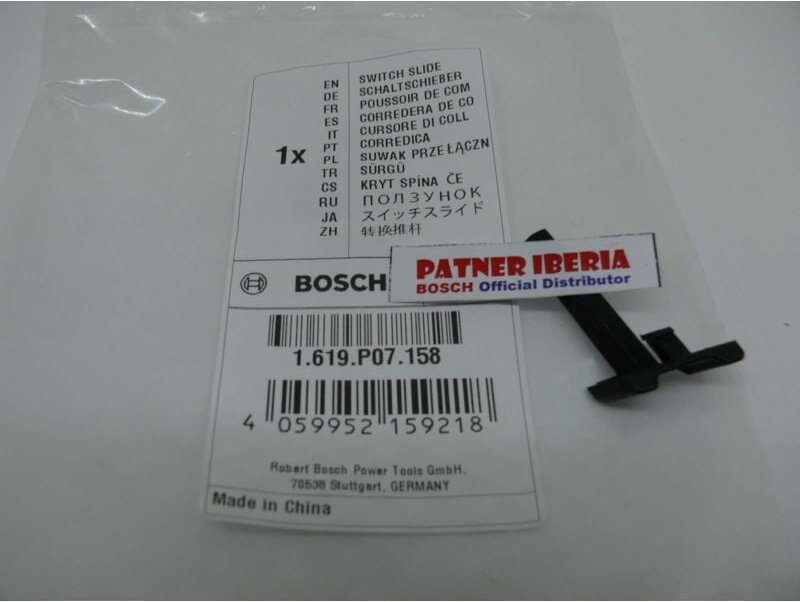 1x
EN SWITCH SLIDE
DE SCHALTSCHIEBER
FR POUSSOIR DE COM
ES CORREDERA DE CO
IT CURSORE DI COLL
PT CORREDICA
PL SUWAK PRZEŁĄCZN
TR SÜRGÜ
CS KRYT SPÍNA ČE
RU ПОЛЗУНОК
JA スイッチスライド
ZH 转换推杆
BOSCH
PATNER IBERIA
BOSCH Official Distributor
1.619.P07.158
4 059952 159218
Robert Bosch Power Tools GmbH,
70538 Stuttgart, GERMANY
Made in China